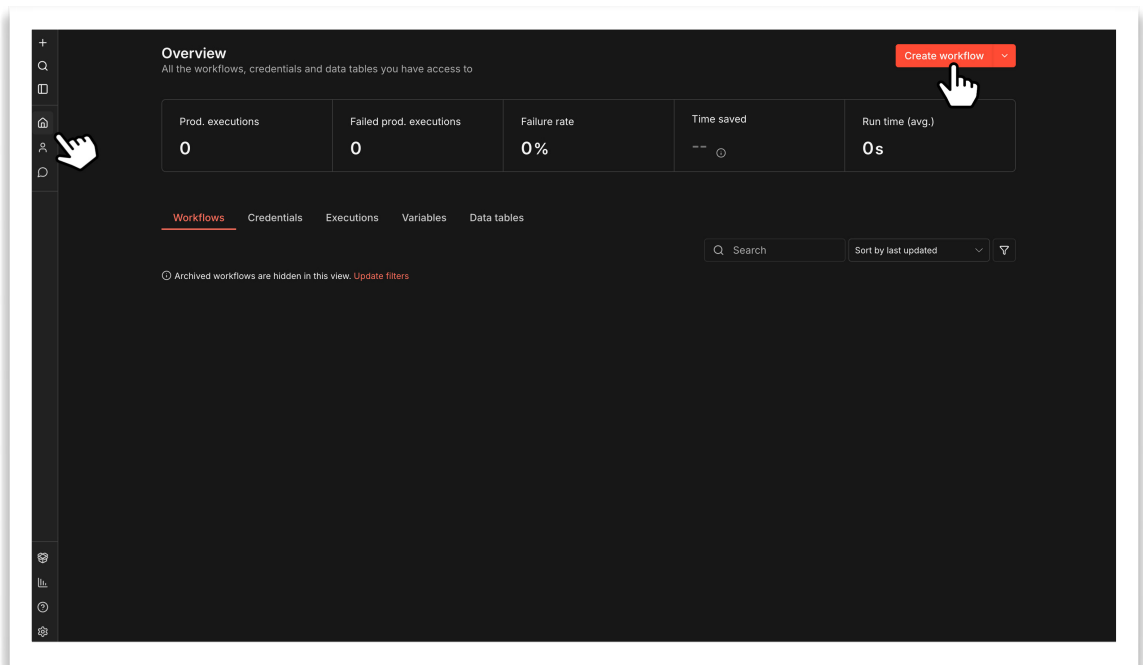 Overview
All the workflows, credentials and data tables you have access to
Create workflow
Prod. executions
0
Failed prod. executions
0
Failure rate
0%
Time saved
--
Run time (avg.)
0s
Workflows Credentials Executions Variables Data tables
Search
Sort by last updated
Archived workflows are hidden in this view. Update filters